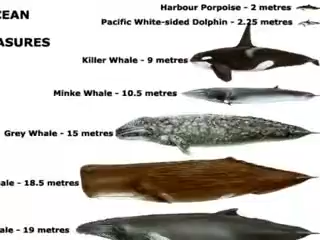 CEAN
ASURES
Harbour Porpoise - 2 metres
Pacific White-sided Dolphin - 2.25 metres
Killer Whale - 9 metres
Minke Whale - 10.5 metres
Grey Whale - 15 metres
ale - 18.5 metres
ale - 19 metres